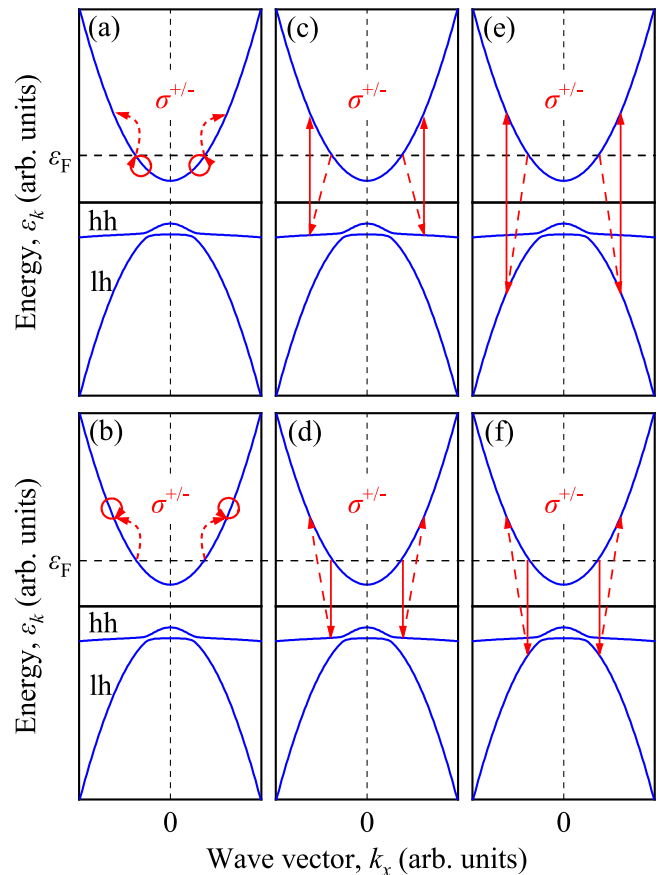 (a)
(c)
(e)
σ+/-
σ+/-
σ+/-
εF
hh
lh
Energy, εk (arb. units)
(b)
(d)
(f)
σ+/-
σ+/-
σ+/-
εF
hh
lh
Energy, εk (arb. units)
0
0
0
Wave vector, kx (arb. units)